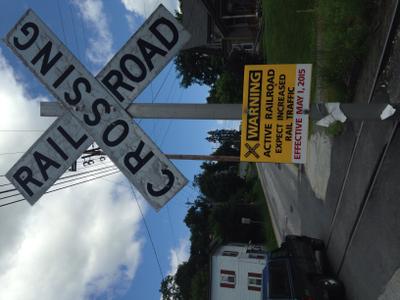 RAILROAD
CROSSING
WARNING
ACTIVE RAILROAD
EXPECT INCREASED
RAIL TRAFFIC
EFFECTIVE MAY 1, 2015